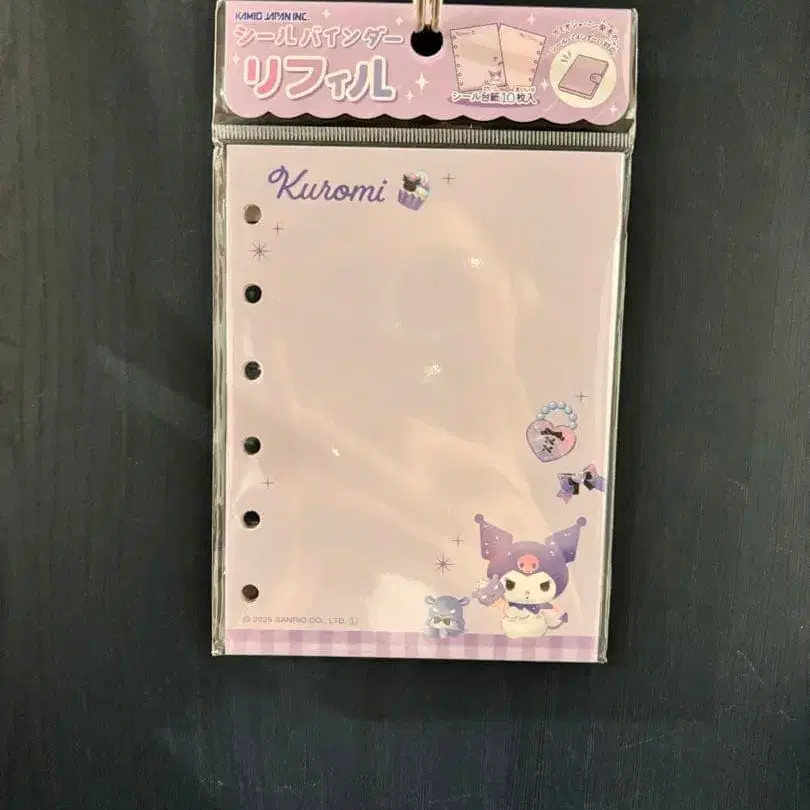 KAMIO JAPAN INC.
シールバインダー
リフィル
シール台紙10枚入
Kuromi
© 2025 SANRIO CO., LTD. Ⓛ